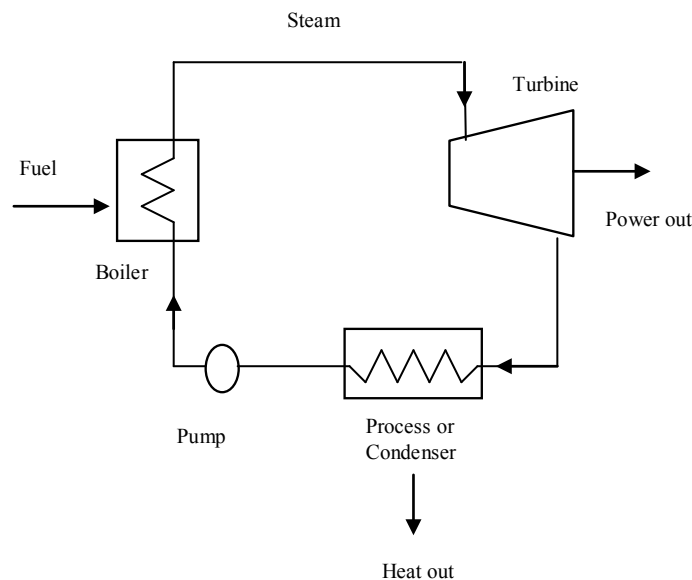 Steam
Turbine
Fuel
Power out
Boiler
Process or
Condenser
Pump
Heat out